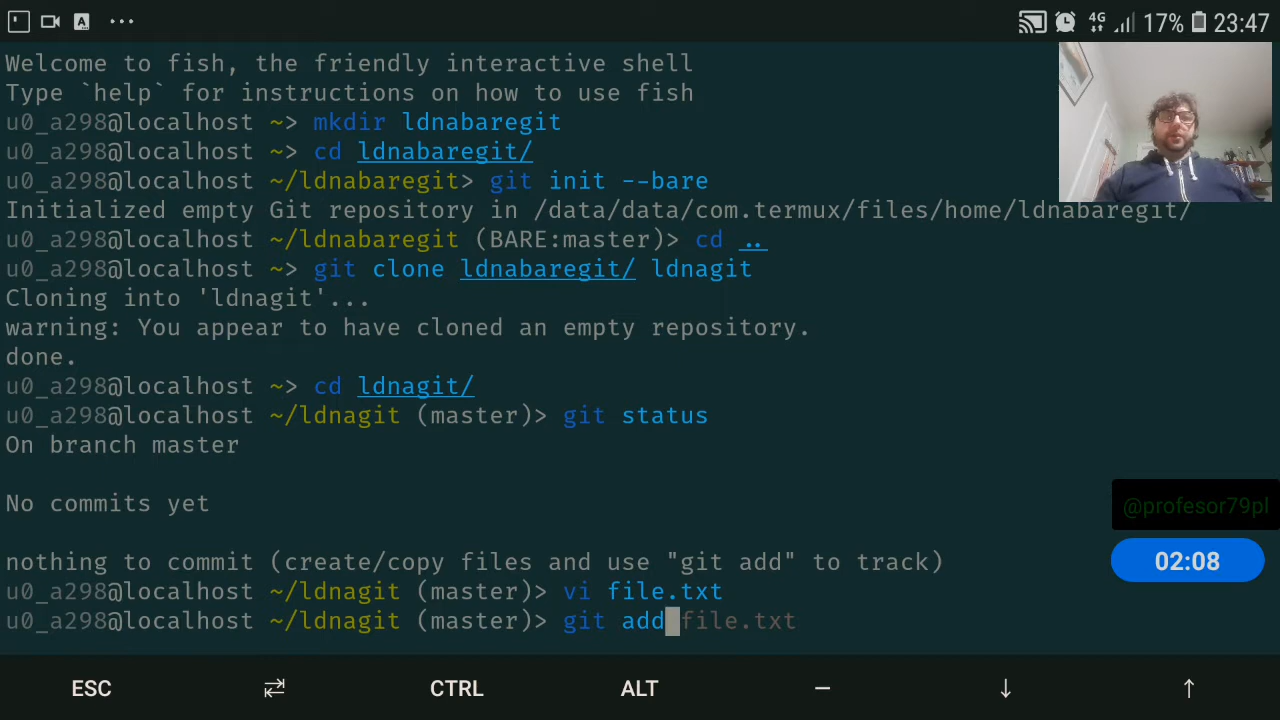 A ... 4G 17% 23:47
Welcome to fish, the friendly interactive shell
Type `help` for instructions on how to use fish
u0_a298@localhost ~> mkdir ldnabaregit
u0_a298@localhost ~> cd ldnabaregit/
u0_a298@localhost ~/ldnabaregit> git init --bare
Initialized empty Git repository in /data/data/com.termux/files/home/ldnabaregit/
u0_a298@localhost ~/ldnabaregit (BARE:master)> cd ..
u0_a298@localhost ~> git clone ldnabaregit/ ldnagit
Cloning into 'ldnagit'...
warning: You appear to have cloned an empty repository.
done.
u0_a298@localhost ~> cd ldnagit/
u0_a298@localhost ~/ldnagit (master)> git status
On branch master
No commits yet
@profesor79pl
nothing to commit (create/copy files and use "git add" to track)
02:08
u0_a298@localhost ~/ldnagit (master)> vi file.txt
u0_a298@localhost ~/ldnagit (master)> git add file.txt
ESC ⇄ CTRL ALT — ↓ ↑